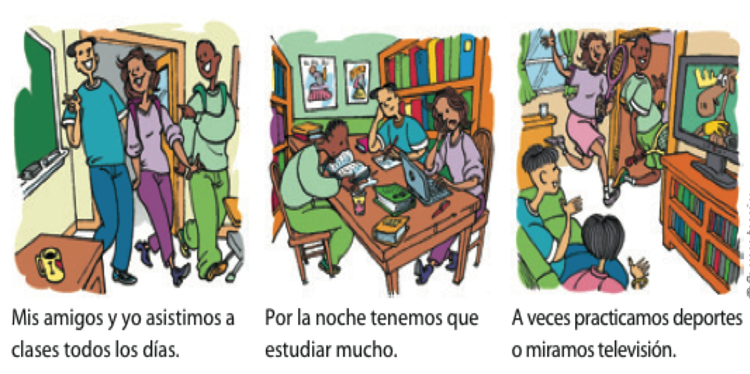 Mis amigos y yo asistimos a
clases todos los días.
Por la noche tenemos que
estudiar mucho.
A veces practicamos deportes
o miramos televisión.